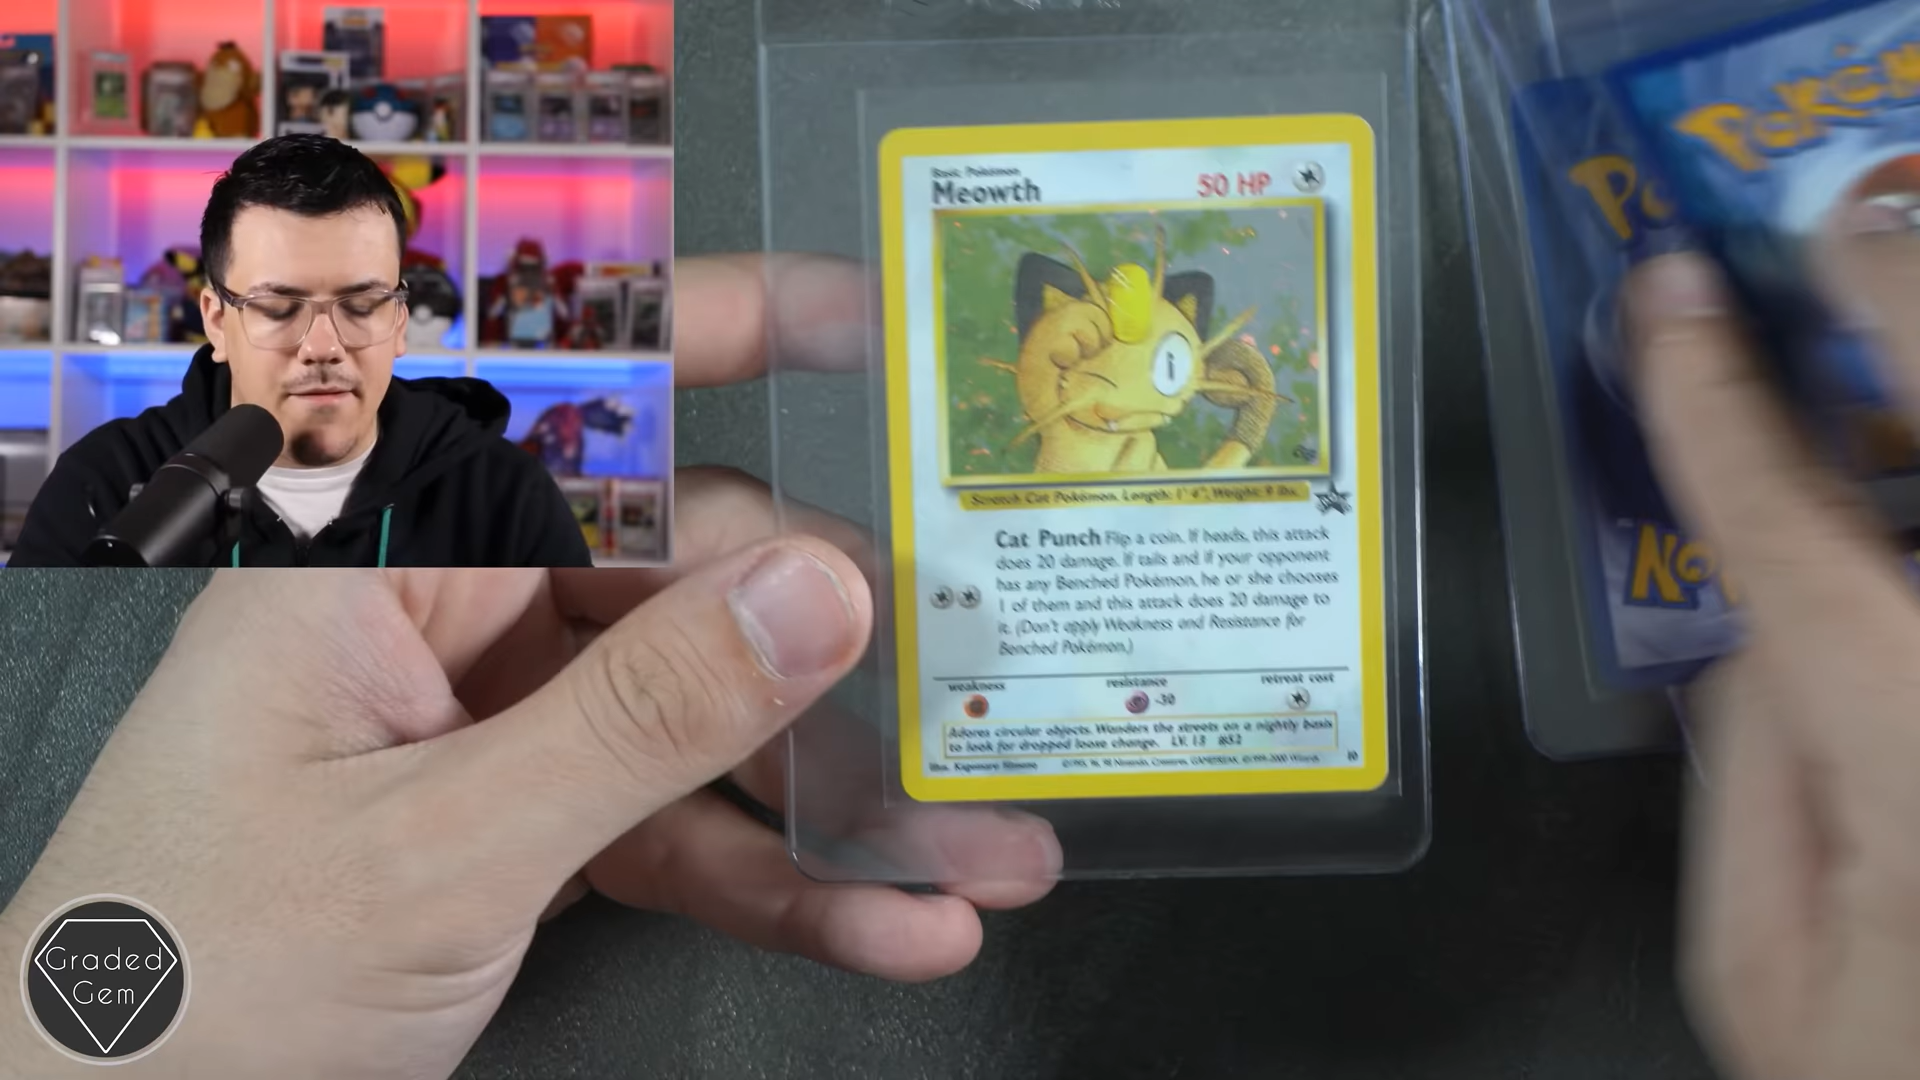 Basic Pokémon
Meowth
50 HP
Scratch Cat Pokémon. Length: 1' 4", Weight: 9 lbs.
Cat Punch Flip a coin. If heads, this attack
does 20 damage. If tails and if your opponent
has any Benched Pokémon, he or she chooses
1 of them and this attack does 20 damage to
it. (Don't apply Weakness and Resistance for
Benched Pokémon.)
weakness
resistance
retreat cost
-30
Adores circular objects. Wanders the streets on a nightly basis
to look for dropped loose change. LV. 13 #52
10
Graded
Gem